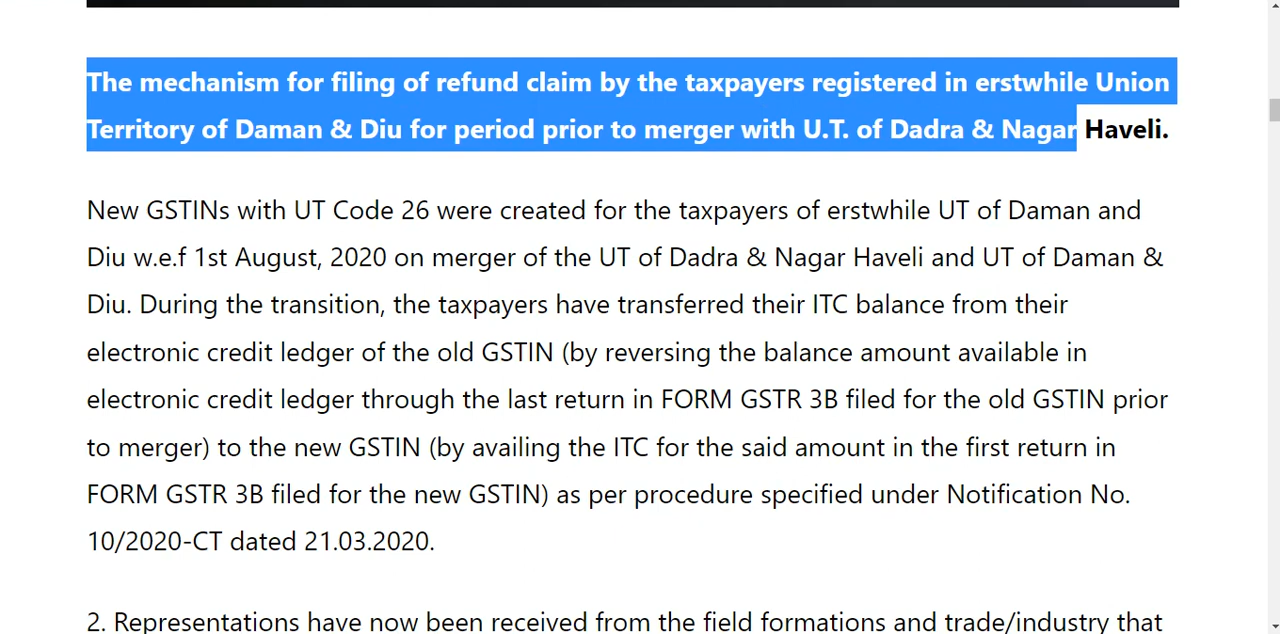 The mechanism for filing of refund claim by the taxpayers registered in erstwhile Union
Territory of Daman & Diu for period prior to merger with U.T. of Dadra & Nagar Haveli.
New GSTINs with UT Code 26 were created for the taxpayers of erstwhile UT of Daman and
Diu w.e.f 1st August, 2020 on merger of the UT of Dadra & Nagar Haveli and UT of Daman &
Diu. During the transition, the taxpayers have transferred their ITC balance from their
electronic credit ledger of the old GSTIN (by reversing the balance amount available in
electronic credit ledger through the last return in FORM GSTR 3B filed for the old GSTIN prior
to merger) to the new GSTIN (by availing the ITC for the said amount in the first return in
FORM GSTR 3B filed for the new GSTIN) as per procedure specified under Notification No.
10/2020-CT dated 21.03.2020.
2. Representations have now been received from the field formations and trade/industry that